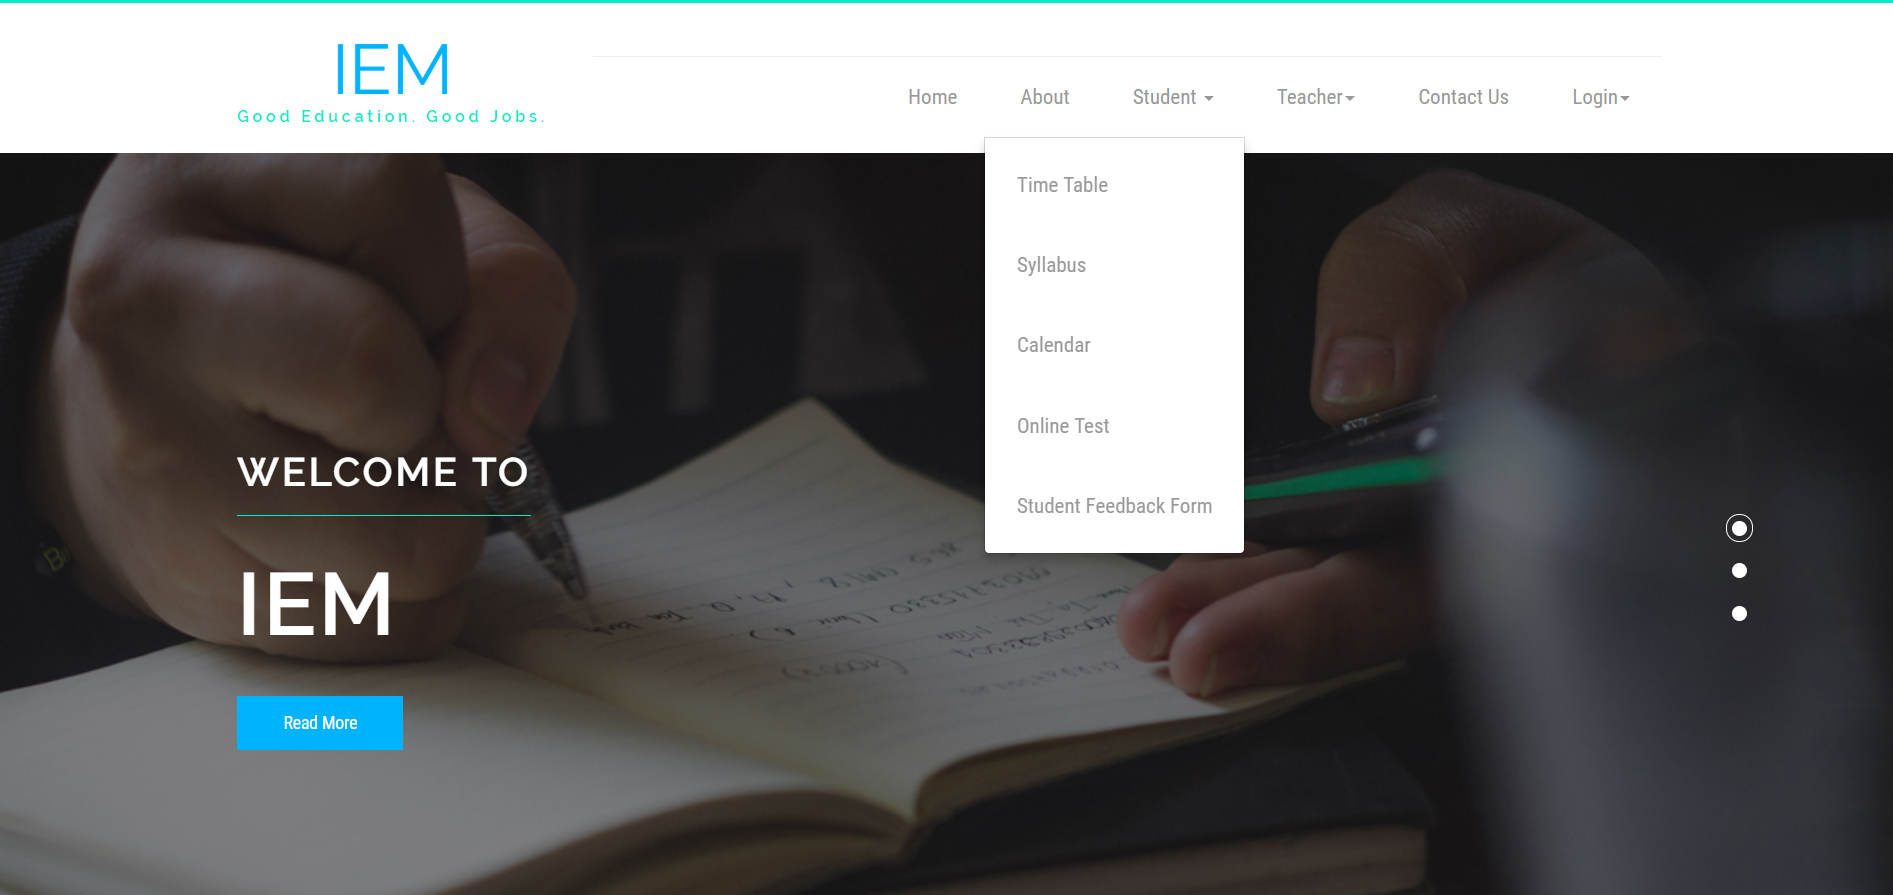 IEM
Good Education. Good Jobs.
Home About Student Teacher Contact Us Login
Time Table
Syllabus
Calendar
Online Test
Student Feedback Form
WELCOME TO
IEM
Read More